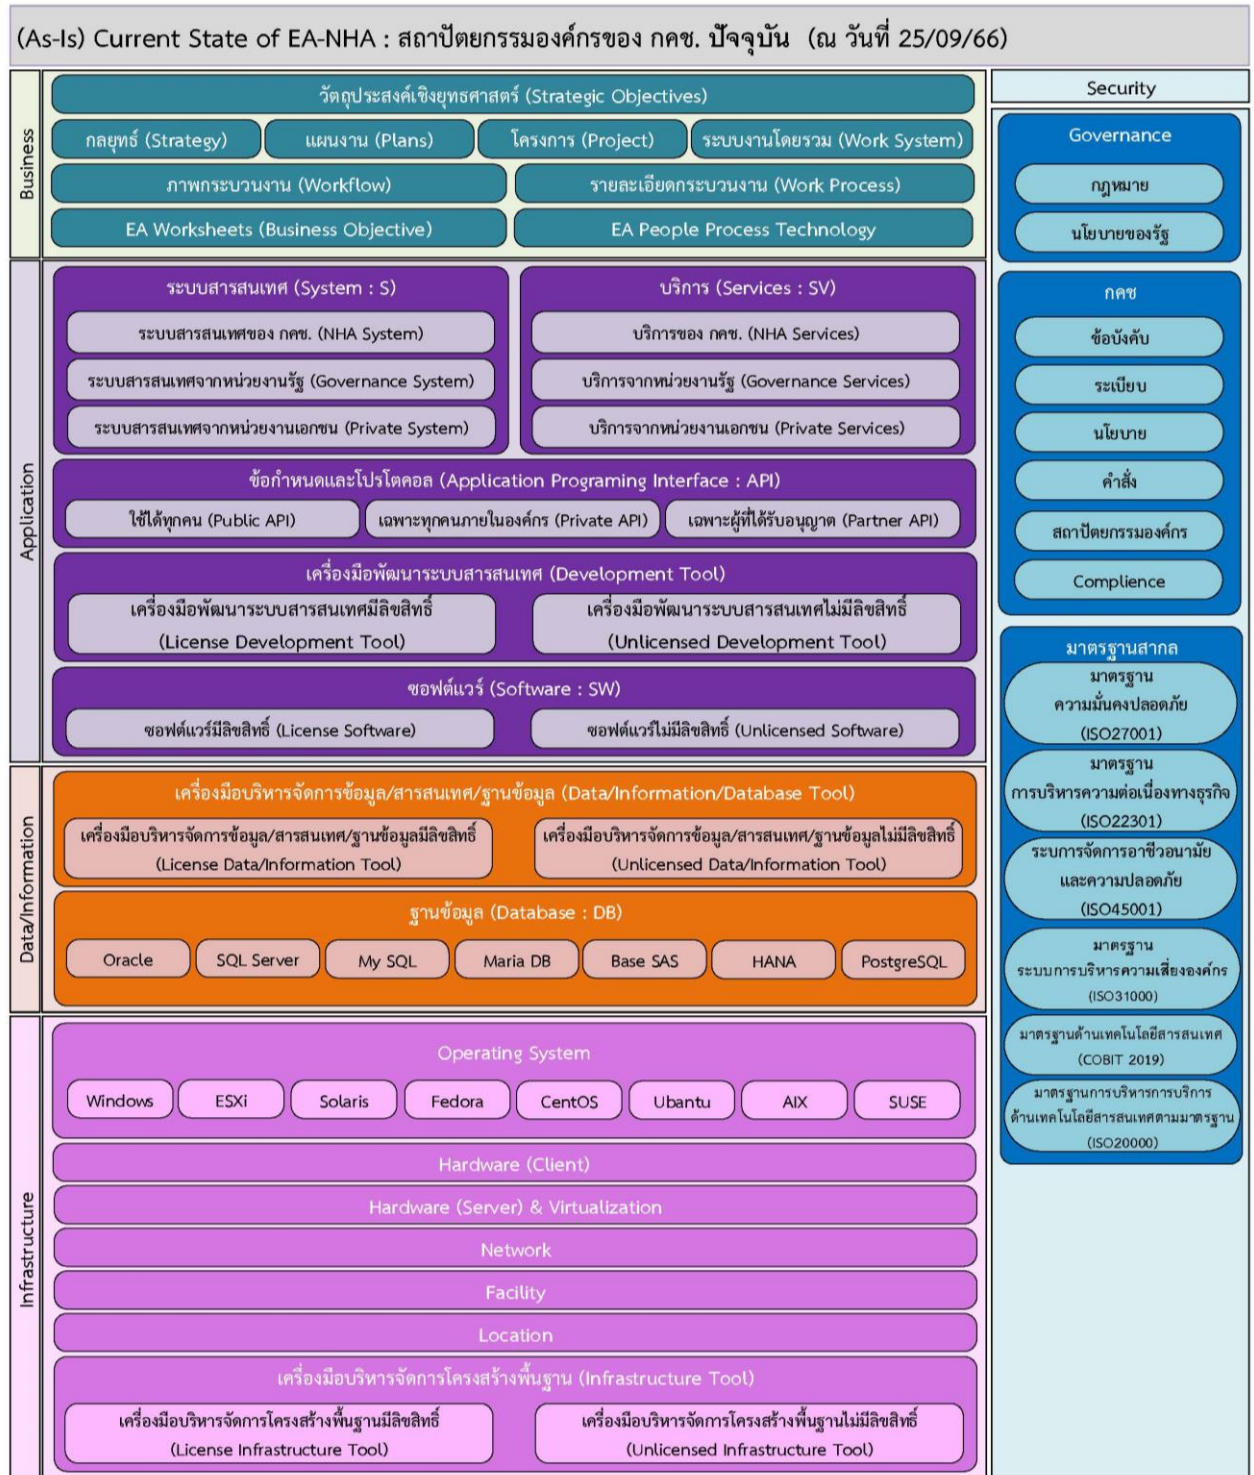 (As-Is) Current State of EA-NHA : สถาปัตยกรรมองค์กรของ กคช. ปัจจุบัน (ณ วันที่ 25/09/66)
Business
วัตถุประสงค์เชิงยุทธศาสตร์ (Strategic Objectives)
กลยุทธ์ (Strategy)
แผนงาน (Plans)
โครงการ (Project)
ระบบงานโดยรวม (Work System)
ภาพกระบวนงาน (Workflow)
รายละเอียดกระบวนงาน (Work Process)
EA Worksheets (Business Objective)
EA People Process Technology
Application
ระบบสารสนเทศ (System : S)
ระบบสารสนเทศของ กคช. (NHA System)
ระบบสารสนเทศจากหน่วยงานรัฐ (Governance System)
ระบบสารสนเทศจากหน่วยงานเอกชน (Private System)
บริการ (Services : SV)
บริการของ กคช. (NHA Services)
บริการจากหน่วยงานรัฐ (Governance Services)
บริการจากหน่วยงานเอกชน (Private Services)
ข้อกำหนดและโปรโตคอล (Application Programing Interface : API)
ใช้ได้ทุกคน (Public API)
เฉพาะทุกคนภายในองค์กร (Private API)
เฉพาะผู้ที่ได้รับอนุญาต (Partner API)
เครื่องมือพัฒนาระบบสารสนเทศ (Development Tool)
เครื่องมือพัฒนาระบบสารสนเทศมีลิขสิทธิ์
(License Development Tool)
เครื่องมือพัฒนาระบบสารสนเทศไม่มีลิขสิทธิ์
(Unlicensed Development Tool)
ซอฟต์แวร์ (Software : SW)
ซอฟต์แวร์มีลิขสิทธิ์ (License Software)
ซอฟต์แวร์ไม่มีลิขสิทธิ์ (Unlicensed Software)
Data/Information
เครื่องมือบริหารจัดการข้อมูล/สารสนเทศ/ฐานข้อมูล (Data/Information/Database Tool)
เครื่องมือบริหารจัดการข้อมูล/สารสนเทศ/ฐานข้อมูลมีลิขสิทธิ์
(License Data/Information Tool)
เครื่องมือบริหารจัดการข้อมูล/สารสนเทศ/ฐานข้อมูลไม่มีลิขสิทธิ์
(Unlicensed Data/Information Tool)
ฐานข้อมูล (Database : DB)
Oracle
SQL Server
My SQL
Maria DB
Base SAS
HANA
PostgreSQL
Infrastructure
Operating System
Windows
ESXi
Solaris
Fedora
CentOS
Ubantu
AIX
SUSE
Hardware (Client)
Hardware (Server) & Virtualization
Network
Facility
Location
เครื่องมือบริหารจัดการโครงสร้างพื้นฐาน (Infrastructure Tool)
เครื่องมือบริหารจัดการโครงสร้างพื้นฐานมีลิขสิทธิ์
(License Infrastructure Tool)
เครื่องมือบริหารจัดการโครงสร้างพื้นฐานไม่มีลิขสิทธิ์
(Unlicensed Infrastructure Tool)
Security
Governance
กฎหมาย
นโยบายของรัฐ
กคช
ข้อบังคับ
ระเบียบ
นโยบาย
คำสั่ง
สถาปัตยกรรมองค์กร
Complience
มาตรฐานสากล
มาตรฐาน
ความมั่นคงปลอดภัย
(ISO27001)
มาตรฐาน
การบริหารความต่อเนื่องทางธุรกิจ
(ISO22301)
ระบการจัดการอาชีวอนามัย
และความปลอดภัย
(ISO45001)
มาตรฐาน
ระบบการบริหารความเสี่ยงองค์กร
(ISO31000)
มาตรฐานด้านเทคโนโลยีสารสนเทศ
(COBIT 2019)
มาตรฐานการบริหารการบริการ
ด้านเทคโนโลยีสารสนเทศตามมาตรฐาน
(ISO20000)